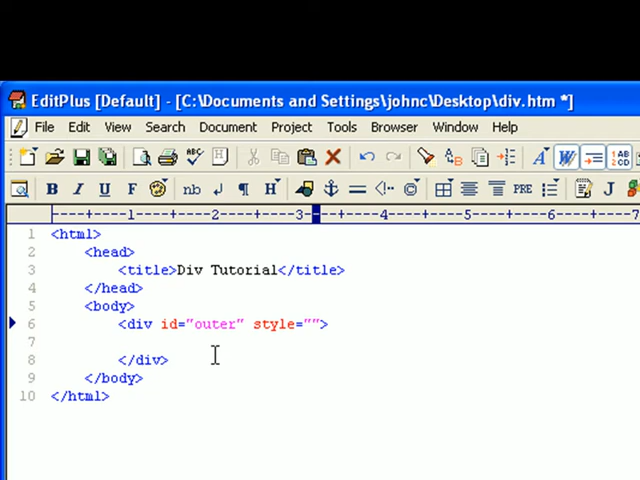 EditPlus [Default] - [C:\Documents and Settings\johnc\Desktop\div.htm *]
File Edit View Search Document Project Tools Browser Window Help
B I U F nb ¶ H PRE J
----+----1----+----2----+----3----+----4----+----5----+----6----+----7
1 <html>
2 <head>
3 <title>Div Tutorial</title>
4 </head>
5 <body>
6 <div id="outer" style="">
7
8 </div>
9 </body>
10 </html>